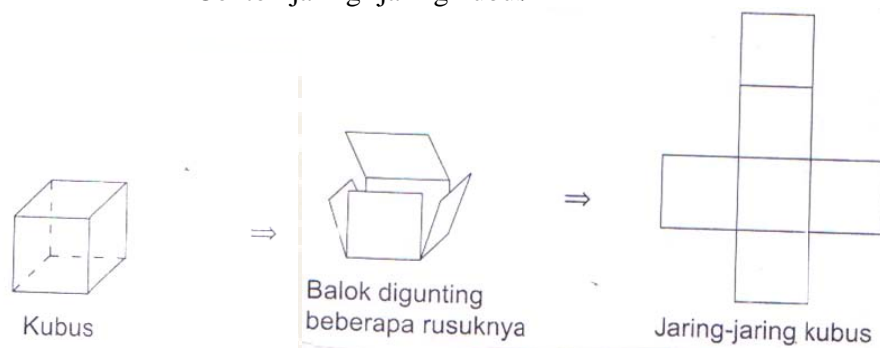 Kubus
Balok digunting
beberapa rusuknya
Jaring-jaring kubus